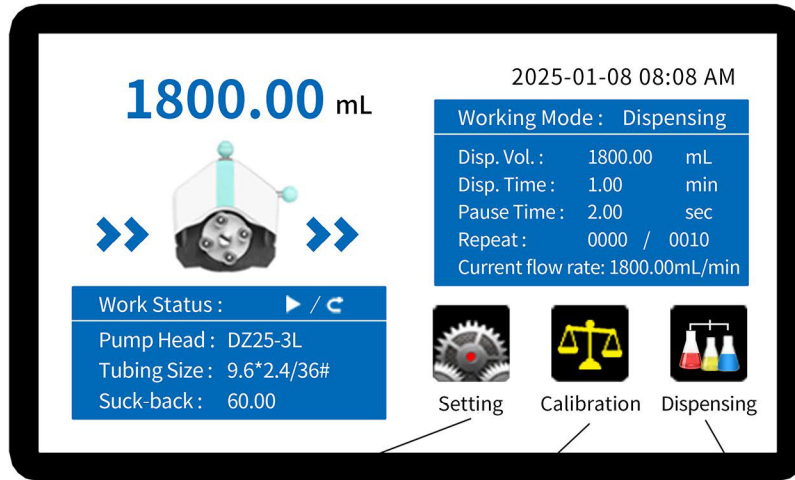 2025-01-08 08:08 AM
1800.00 mL
Working Mode : Dispensing
Disp. Vol. : 1800.00 mL
Disp. Time : 1.00 min
Pause Time : 2.00 sec
Repeat : 0000 / 0010
Current flow rate: 1800.00mL/min
Work Status : /
Pump Head : DZ25-3L
Tubing Size : 9.6*2.4/36#
Suck-back : 60.00
Setting
Calibration
Dispensing